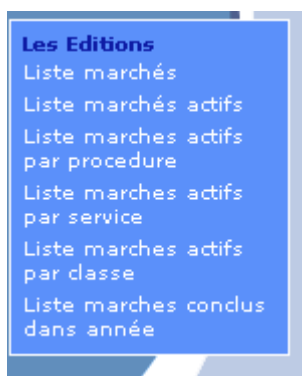 Les Editions
Liste marchés
Liste marchés actifs
Liste marches actifs
par procedure
Liste marches actifs
par service
Liste marches actifs
par classe
Liste marches conclus
dans année